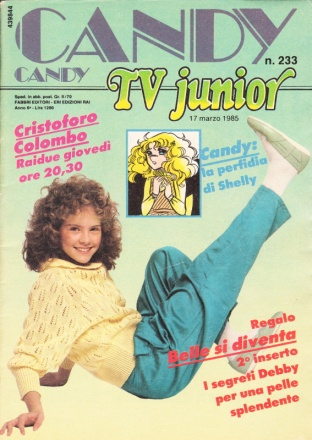 439844
CANDY
CANDY
TV junior
n. 233
Sped. in abb. post. Gr. II/70
FABBRI EDITORI - ERI EDIZIONI RAI
Anno 6º - Lire 1200
17 marzo 1985
Cristoforo
Colombo
Raidue giovedì
ore 20,30
Candy:
la perfidia
di Shelly
Regalo
Belle si diventa
2º inserto
I segreti Debby
per una pelle
splendente